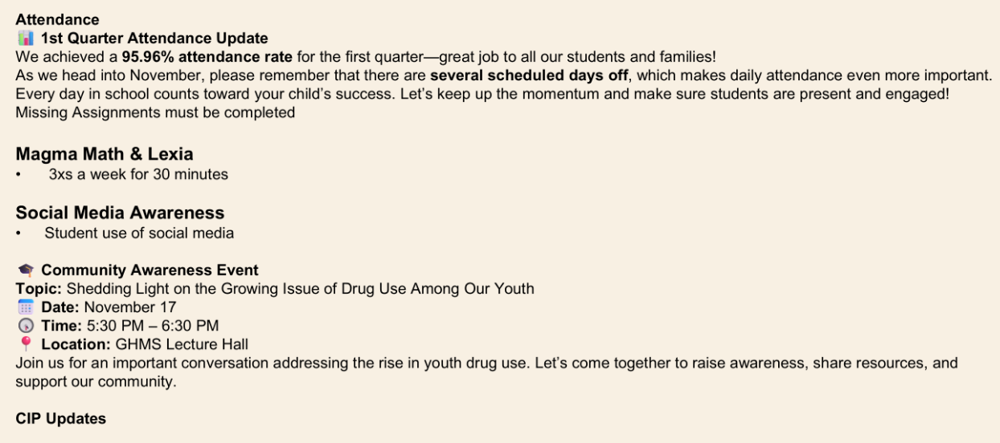 Attendance
📊 1st Quarter Attendance Update
We achieved a 95.96% attendance rate for the first quarter—great job to all our students and families!
As we head into November, please remember that there are several scheduled days off, which makes daily attendance even more important.
Every day in school counts toward your child’s success. Let’s keep up the momentum and make sure students are present and engaged!
Missing Assignments must be completed
Magma Math & Lexia
• 3xs a week for 30 minutes
Social Media Awareness
• Student use of social media
🎓 Community Awareness Event
Topic: Shedding Light on the Growing Issue of Drug Use Among Our Youth
📅 Date: November 17
🕠 Time: 5:30 PM – 6:30 PM
📍 Location: GHMS Lecture Hall
Join us for an important conversation addressing the rise in youth drug use. Let’s come together to raise awareness, share resources, and
support our community.
CIP Updates